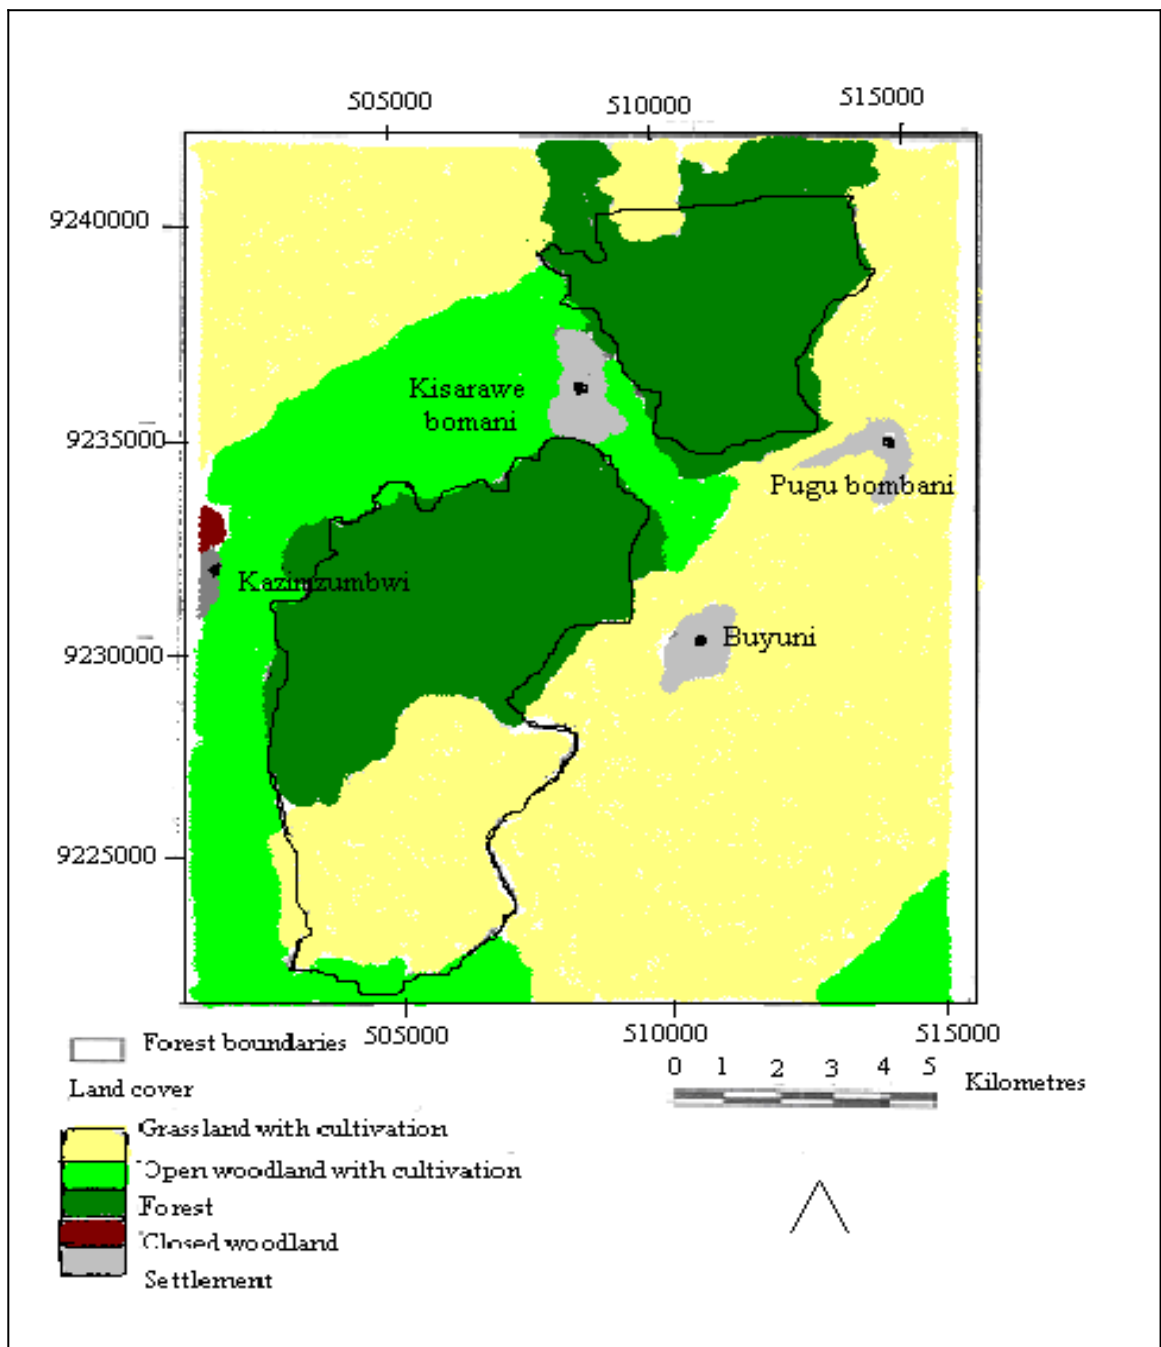 505000
510000
515000
9240000
Kisarawe
bomani
9235000
Pugu bombani
Kazimzumbwi
Buyuni
9230000
9225000
505000
510000
515000
Forest boundaries
0 1 2 3 4 5
Kilometres
Land cover
Grassland with cultivation
Open woodland with cultivation
Forest
Closed woodland
Settlement